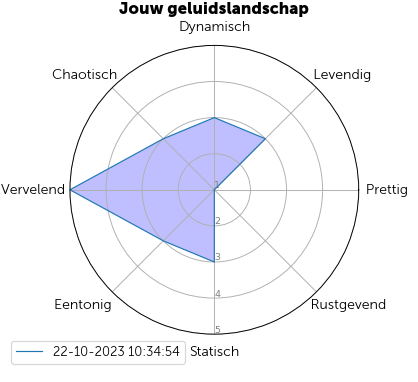 Jouw geluidslandschap
Dynamisch
Chaotisch
Levendig
Vervelend
1
Prettig
2
3
4
Eentonig
Rustgevend
5
22-10-2023 10:34:54
Statisch